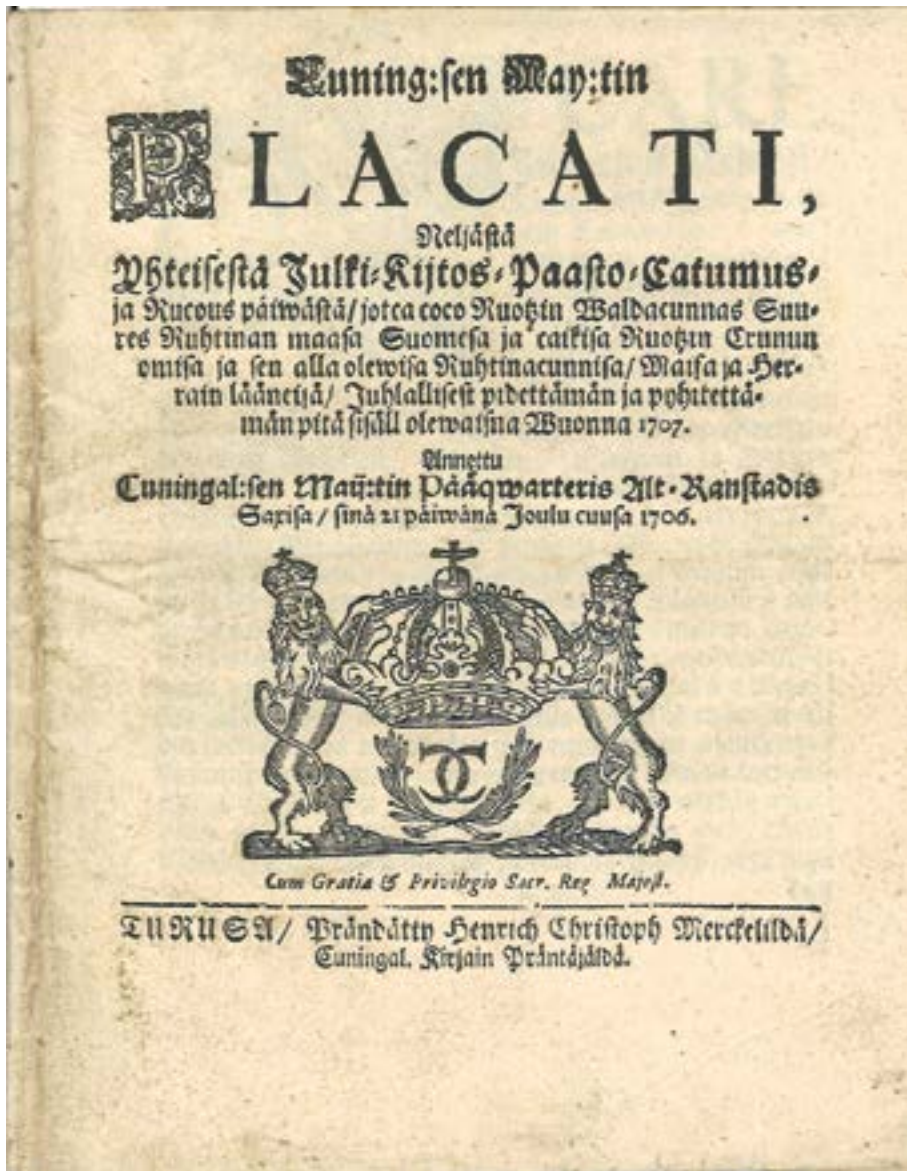 Cuning:sen May:tin
PLACATI,
Neljästä
Yhteisestä Julki-Kijtos-Paasto-Catumus-
ja Rucous päiwästä/ jotca coco Ruotzin Waldacunnas Suu-
res Ruhtinan maasa Suomesa ja caikisa Ruotzin Crunun
omisa ja sen alla olewisa Ruhtinacunnisa/ Maisa ja Her-
rain lääneisä/ Juhlallisest pidettämän ja pyhitettä-
män pitä sisäll olewaisna Wuonna 1707.
Annettu
Cuningal:sen Maÿ:tin Pääqwarteris Alt-Ranstadis
Saxisa/ sinä 21 päiwänä Joulu cuusa 1706.
CC
Cum Gratia & Privilegio Sacr. Reg Majest.
TURUSA/ Prändätty Henrich Christoph Merckelildä/
Cuningal. Kirjain Präntäjäldä.